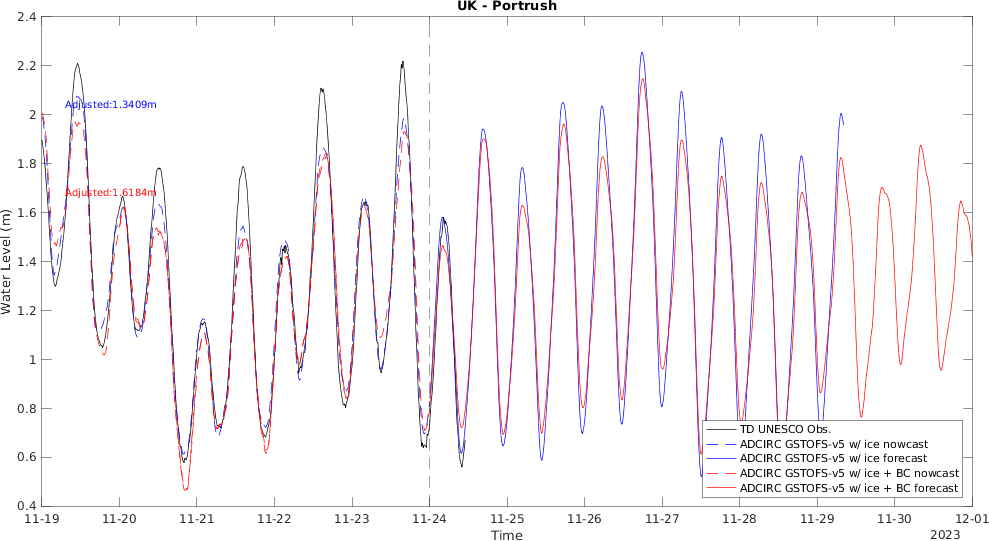 UK - Portrush
2.4
2.2
2
1.8
1.6
1.4
1.2
1
0.8
0.6
0.4
Water Level (m)
Adjusted:1.3409m
Adjusted:1.6184m
TD UNESCO Obs.
ADCIRC GSTOFS-v5 w/ ice nowcast
ADCIRC GSTOFS-v5 w/ ice forecast
ADCIRC GSTOFS-v5 w/ ice + BC nowcast
ADCIRC GSTOFS-v5 w/ ice + BC forecast
11-19 11-20 11-21 11-22 11-23 11-24 11-25 11-26 11-27 11-28 11-29 11-30 12-01
Time
2023